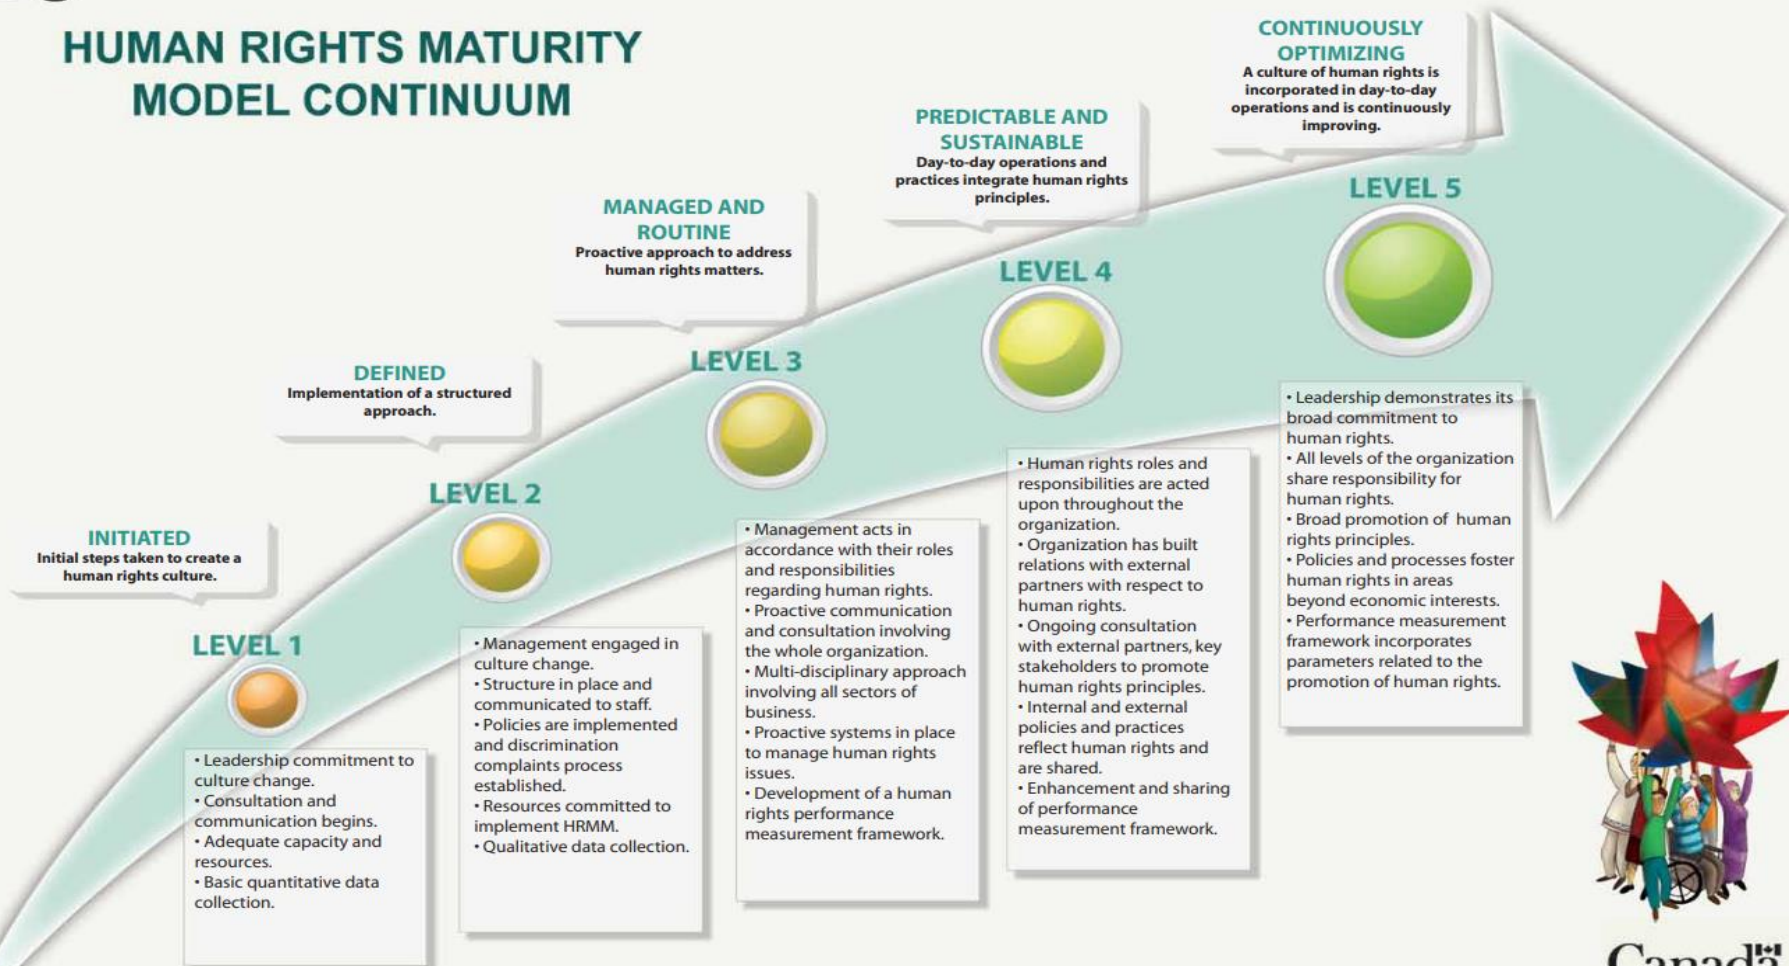 HUMAN RIGHTS MATURITY
MODEL CONTINUUM
INITIATED
Initial steps taken to create a
human rights culture.
LEVEL 1
• Leadership commitment to
culture change.
• Consultation and
communication begins.
• Adequate capacity and
resources.
• Basic quantitative data
collection.
DEFINED
Implementation of a structured
approach.
LEVEL 2
• Management engaged in
culture change.
• Structure in place and
communicated to staff.
• Policies are implemented
and discrimination
complaints process
established.
• Resources committed to
implement HRMM.
• Qualitative data collection.
MANAGED AND
ROUTINE
Proactive approach to address
human rights matters.
LEVEL 3
• Management acts in
accordance with their roles
and responsibilities
regarding human rights.
• Proactive communication
and consultation involving
the whole organization.
• Multi-disciplinary approach
involving all sectors of
business.
• Proactive systems in place
to manage human rights
issues.
• Development of a human
rights performance
measurement framework.
PREDICTABLE AND
SUSTAINABLE
Day-to-day operations and
practices integrate human rights
principles.
LEVEL 4
• Human rights roles and
responsibilities are acted
upon throughout the
organization.
• Organization has built
relations with external
partners with respect to
human rights.
• Ongoing consultation
with external partners, key
stakeholders to promote
human rights principles.
• Internal and external
policies and practices
reflect human rights and
are shared.
• Enhancement and sharing
of performance
measurement framework.
CONTINUOUSLY
OPTIMIZING
A culture of human rights is
incorporated in day-to-day
operations and is continuously
improving.
LEVEL 5
• Leadership demonstrates its
broad commitment to
human rights.
• All levels of the organization
share responsibility for
human rights.
• Broad promotion of human
rights principles.
• Policies and processes foster
human rights in areas
beyond economic interests.
• Performance measurement
framework incorporates
parameters related to the
promotion of human rights.
Canada